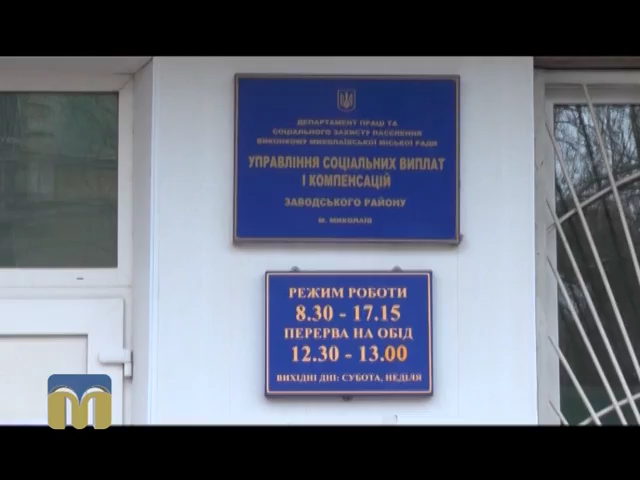 ДЕПАРТАМЕНТ ПРАЦІ ТА
СОЦІАЛЬНОГО ЗАХИСТУ НАСЕЛЕННЯ
ВИКОНКОМУ МИКОЛАЇВСЬКОЇ МІСЬКОЇ РАДИ
УПРАВЛІННЯ СОЦІАЛЬНИХ ВИПЛАТ
І КОМПЕНСАЦІЙ
ЗАВОДСЬКОГО РАЙОНУ
М. МИКОЛАЇВ
РЕЖИМ РОБОТИ
8.30 - 17.15
ПЕРЕРВА НА ОБІД
12.30 - 13.00
ВИХІДНІ ДНІ: СУБОТА, НЕДІЛЯ
М